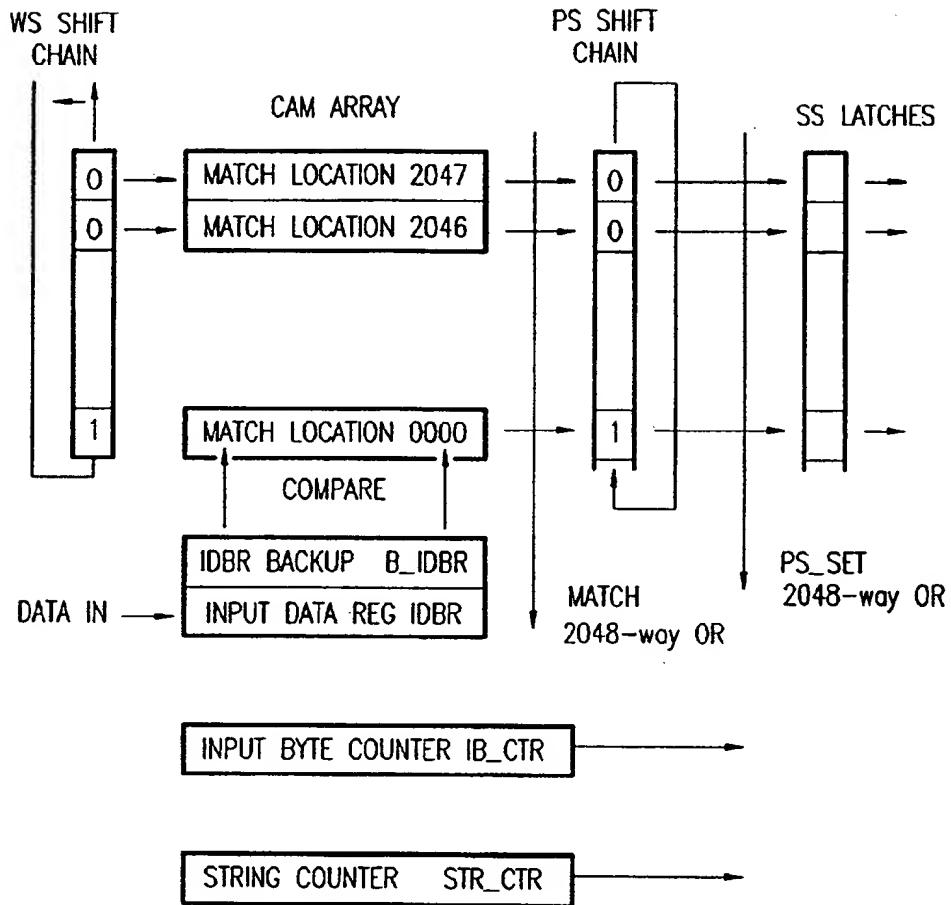 WS SHIFT
CHAIN
PS SHIFT
CHAIN
CAM ARRAY
SS LATCHES
0
MATCH LOCATION 2047
0
0
MATCH LOCATION 2046
0
1
MATCH LOCATION 0000
1
COMPARE
IDBR BACKUP B_IDBR
DATA IN
INPUT DATA REG IDBR
MATCH
2048-way OR
PS_SET
2048-way OR
INPUT BYTE COUNTER IB_CTR
STRING COUNTER STR_CTR